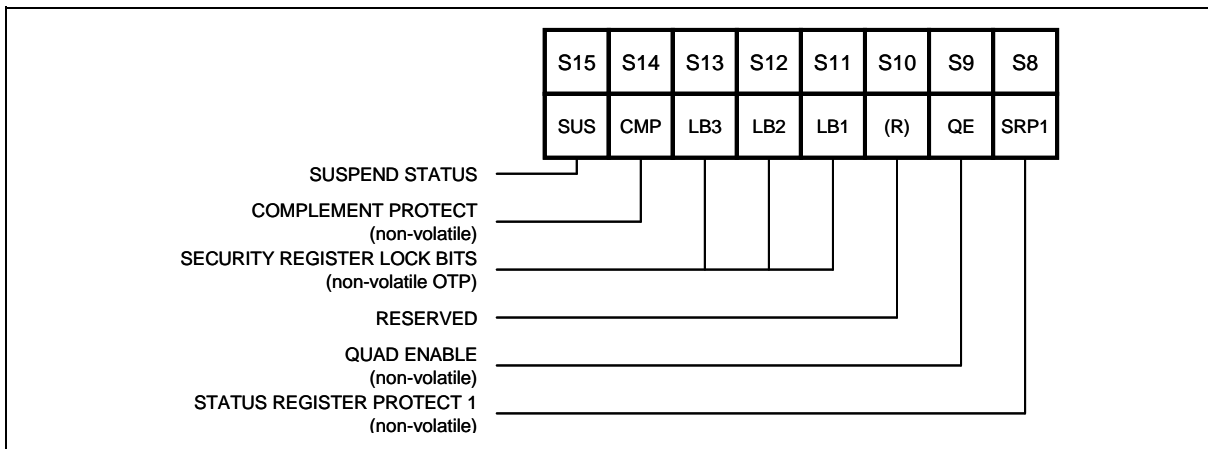 S15 S14 S13 S12 S11 S10 S9 S8
SUS CMP LB3 LB2 LB1 (R) QE SRP1
SUSPEND STATUS
COMPLEMENT PROTECT
(non-volatile)
SECURITY REGISTER LOCK BITS
(non-volatile OTP)
RESERVED
QUAD ENABLE
(non-volatile)
STATUS REGISTER PROTECT 1
(non-volatile)